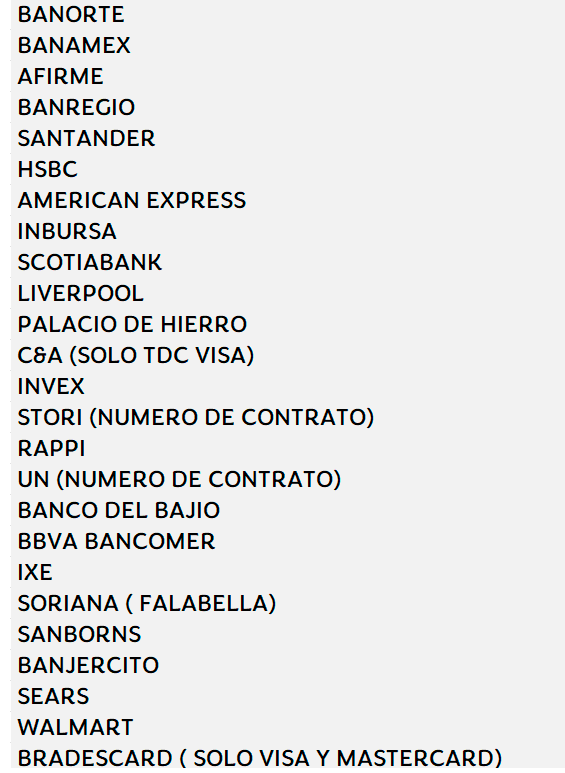 BANORTE
BANAMEX
AFIRME
BANREGIO
SANTANDER
HSBC
AMERICAN EXPRESS
INBURSA
SCOTIABANK
LIVERPOOL
PALACIO DE HIERRO
C&A (SOLO TDC VISA)
INVEX
STORI (NUMERO DE CONTRATO)
RAPPI
UN (NUMERO DE CONTRATO)
BANCO DEL BAJIO
BBVA BANCOMER
IXE
SORIANA ( FALABELLA)
SANBORNS
BANJERCITO
SEARS
WALMART
BRADESCARD ( SOLO VISA Y MASTERCARD)